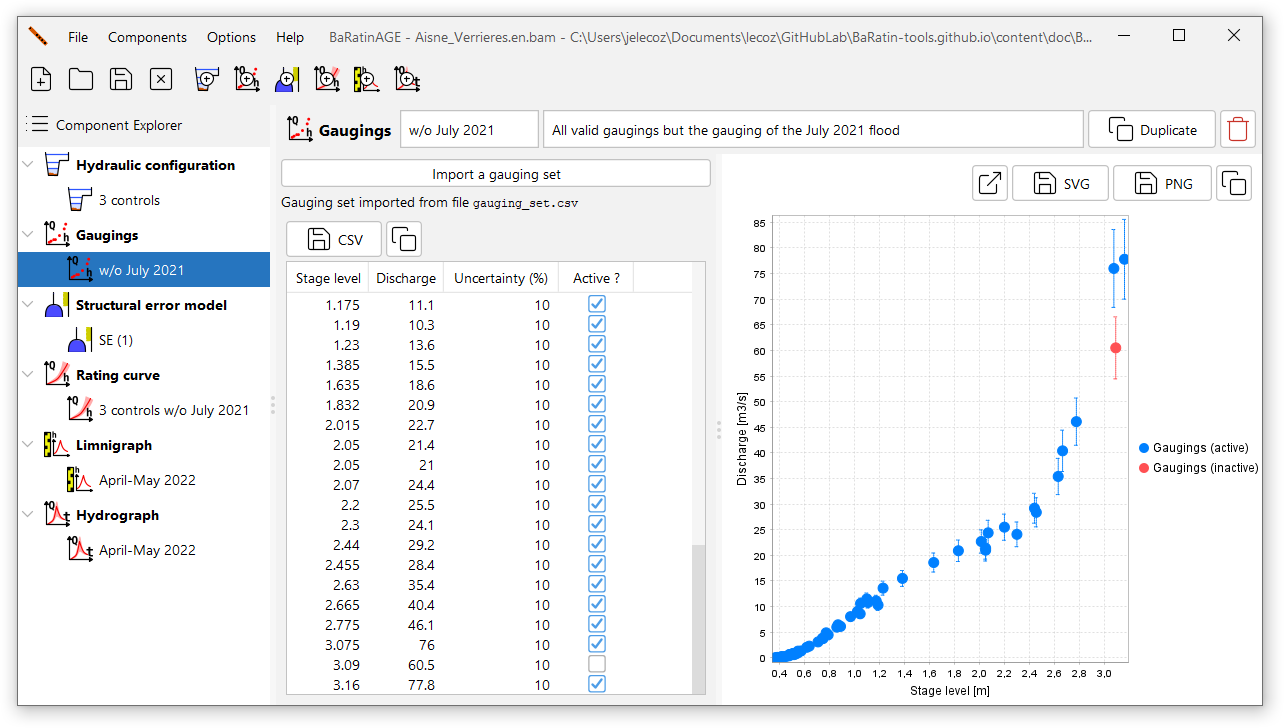 File Components Options Help BaRatinAGE - Aisne_Verrieres.en.bam - C:\Users\jelecoz\Documents\lecoz\GitHubLab\BaRatin-tools.github.io\content\doc\B...
Component Explorer
Hydraulic configuration
3 controls
Gaugings
w/o July 2021
Structural error model
SE (1)
Rating curve
3 controls w/o July 2021
Limnigraph
April-May 2022
Hydrograph
April-May 2022
Gaugings w/o July 2021 All valid gaugings but the gauging of the July 2021 flood Duplicate
Import a gauging set
Gauging set imported from file gauging_set.csv
CSV
Stage level Discharge Uncertainty (%) Active ?
1.175 11.1 10
1.19 10.3 10
1.23 13.6 10
1.385 15.5 10
1.635 18.6 10
1.832 20.9 10
2.015 22.7 10
2.05 21.4 10
2.05 21 10
2.07 24.4 10
2.2 25.5 10
2.3 24.1 10
2.44 29.2 10
2.455 28.4 10
2.63 35.4 10
2.665 40.4 10
2.775 46.1 10
3.075 76 10
3.09 60.5 10
3.16 77.8 10
SVG PNG
85
80
75
70
65
60
55
50
45
40
35
30
25
20
15
10
5
0
Discharge [m3/s]
0,4 0,6 0,8 1,0 1,2 1,4 1,6 1,8 2,0 2,2 2,4 2,6 2,8 3,0
Stage level [m]
Gaugings (active)
Gaugings (inactive)